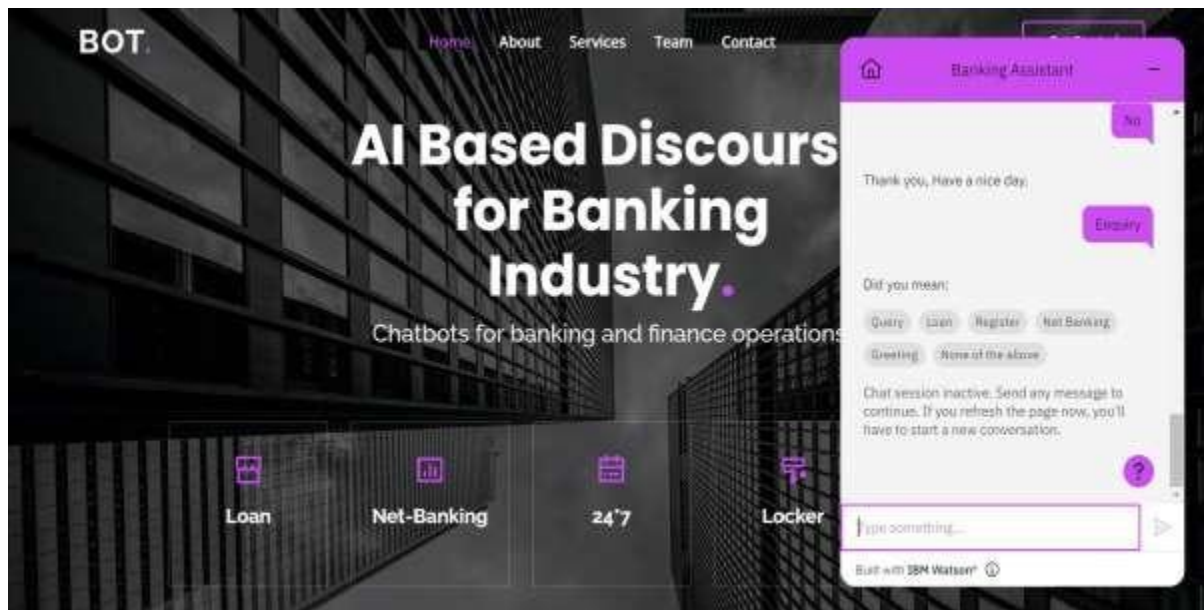 BOT.
Home About Services Team Contact
AI Based Discours
for Banking
Industry.
Chatbots for banking and finance operations
Loan
Net-Banking
24*7
Locker
Banking Assistant
No
Thank you, Have a nice day.
Enquiry
Did you mean:
Query Loan Register Net Banking
Greeting None of the above
Chat session inactive. Send any message to
continue. If you refresh the page now, you'll
have to start a new conversation.
?
Type something...
Built with IBM Watson®